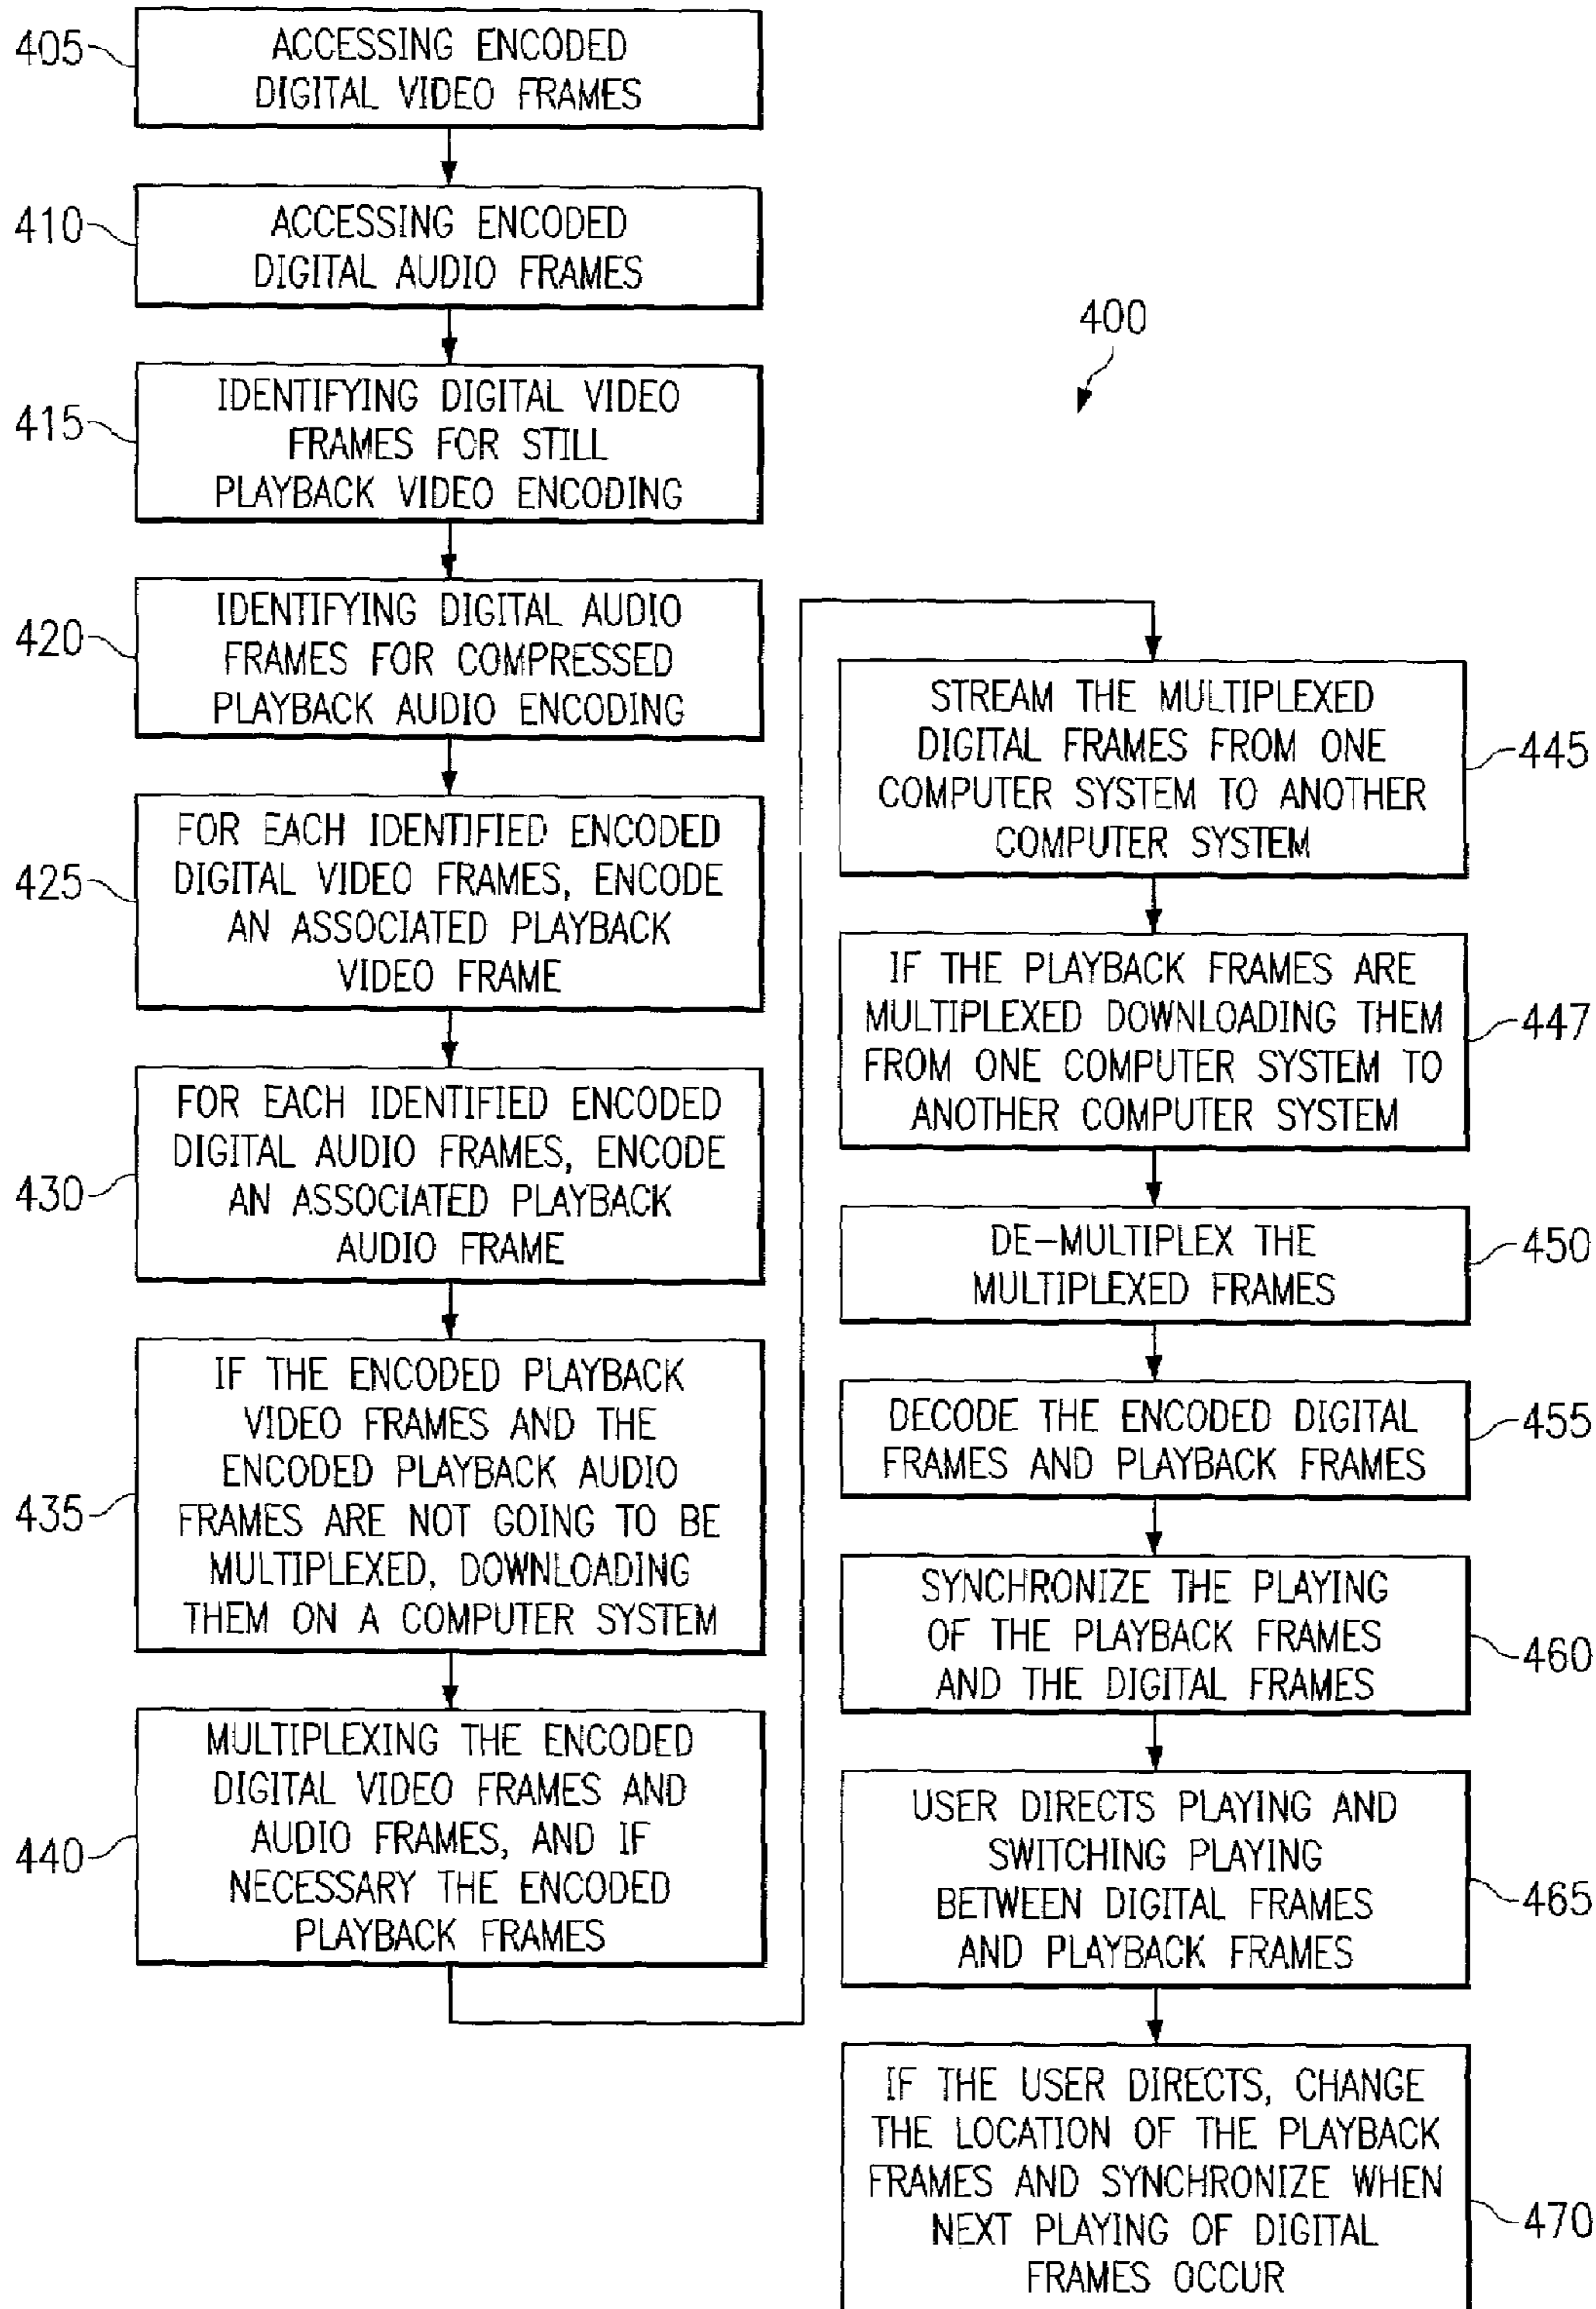 405
ACCESSING ENCODED
DIGITAL VIDEO FRAMES
410
ACCESSING ENCODED
DIGITAL AUDIO FRAMES
415
IDENTIFYING DIGITAL VIDEO
FRAMES FOR STILL
PLAYBACK VIDEO ENCODING
420
IDENTIFYING DIGITAL AUDIO
FRAMES FOR COMPRESSED
PLAYBACK AUDIO ENCODING
425
FOR EACH IDENTIFIED ENCODED
DIGITAL VIDEO FRAMES, ENCODE
AN ASSOCIATED PLAYBACK
VIDEO FRAME
430
FOR EACH IDENTIFIED ENCODED
DIGITAL AUDIO FRAMES, ENCODE
AN ASSOCIATED PLAYBACK
AUDIO FRAME
435
IF THE ENCODED PLAYBACK
VIDEO FRAMES AND THE
ENCODED PLAYBACK AUDIO
FRAMES ARE NOT GOING TO BE
MULTIPLEXED, DOWNLOADING
THEM ON A COMPUTER SYSTEM
440
MULTIPLEXING THE ENCODED
DIGITAL VIDEO FRAMES AND
AUDIO FRAMES, AND IF
NECESSARY THE ENCODED
PLAYBACK FRAMES
400
STREAM THE MULTIPLEXED
DIGITAL FRAMES FROM ONE
COMPUTER SYSTEM TO ANOTHER
COMPUTER SYSTEM
445
IF THE PLAYBACK FRAMES ARE
MULTIPLEXED DOWNLOADING THEM
FROM ONE COMPUTER SYSTEM TO
ANOTHER COMPUTER SYSTEM
447
DE-MULTIPLEX THE
MULTIPLEXED FRAMES
450
DECODE THE ENCODED DIGITAL
FRAMES AND PLAYBACK FRAMES
455
SYNCHRONIZE THE PLAYING
OF THE PLAYBACK FRAMES
AND THE DIGITAL FRAMES
460
USER DIRECTS PLAYING AND
SWITCHING PLAYING
BETWEEN DIGITAL FRAMES
AND PLAYBACK FRAMES
465
IF THE USER DIRECTS, CHANGE
THE LOCATION OF THE PLAYBACK
FRAMES AND SYNCHRONIZE WHEN
NEXT PLAYING OF DIGITAL
FRAMES OCCUR
470